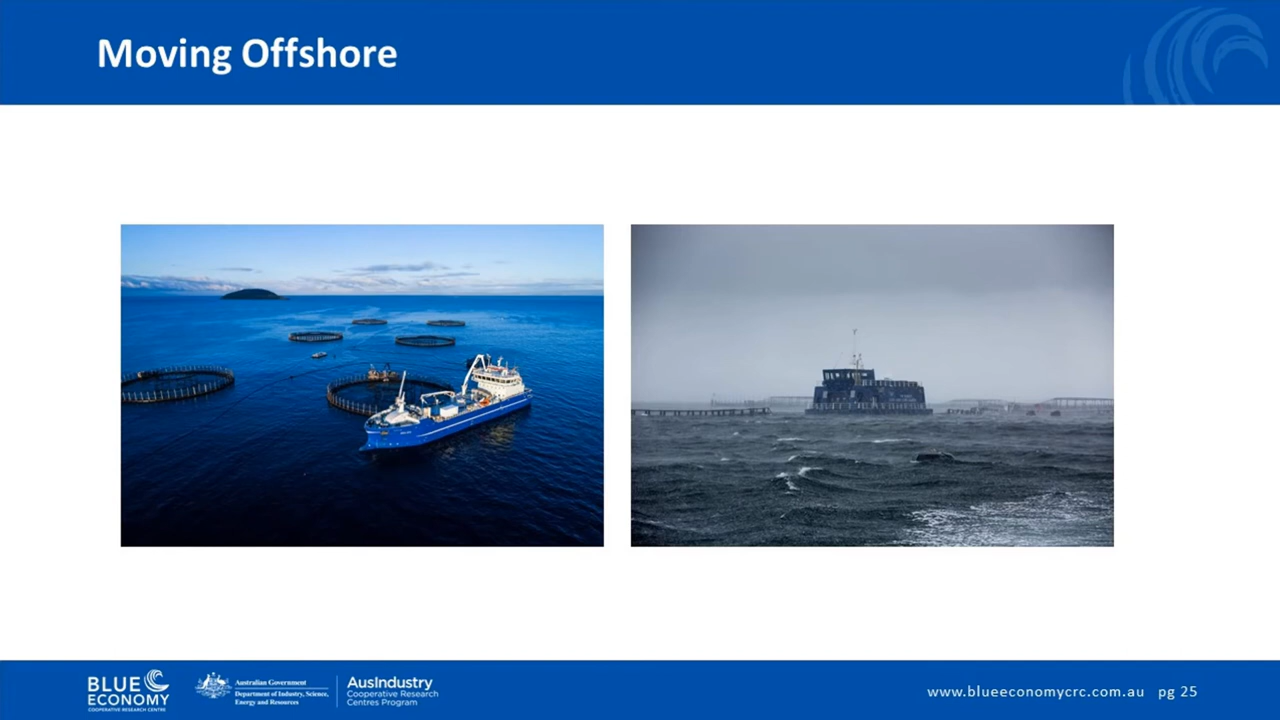 Moving Offshore
BLUE
ECONOMY
COOPERATIVE RESEARCH CENTRE
Australian Government
Department of Industry, Science,
Energy and Resources
AusIndustry
Cooperative Research
Centres Program
www.blueeconomycrc.com.au pg 25